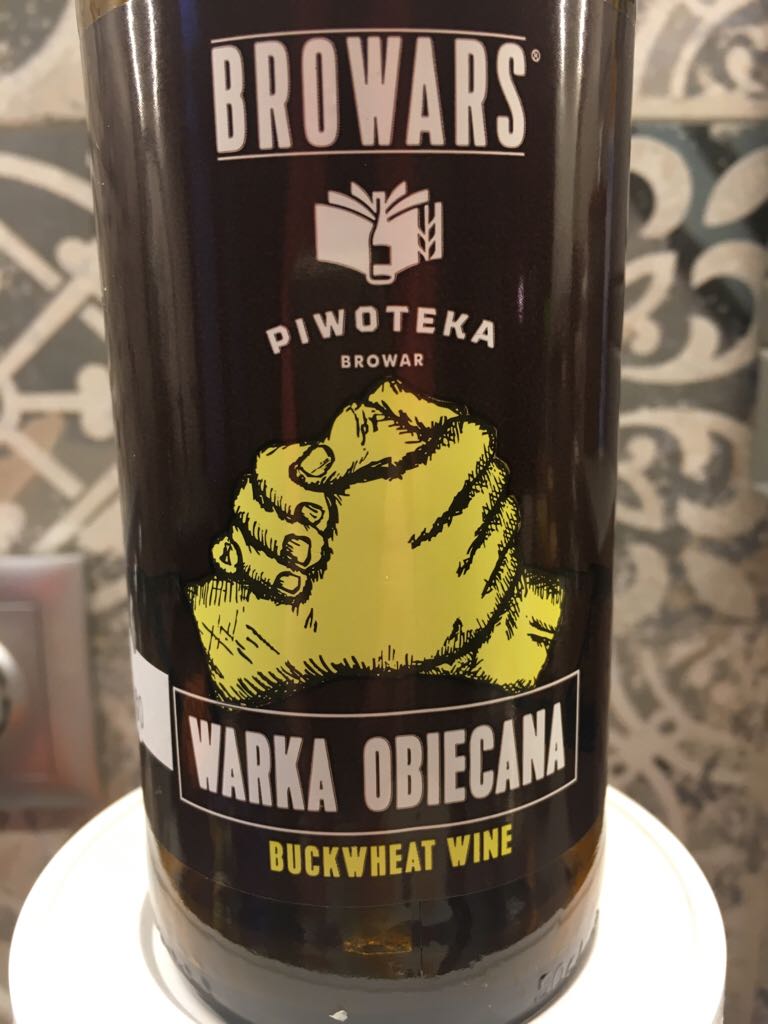 BROWARS®
PIWOTEKA
BROWAR
WARKA OBIECANA
BUCKWHEAT WINE